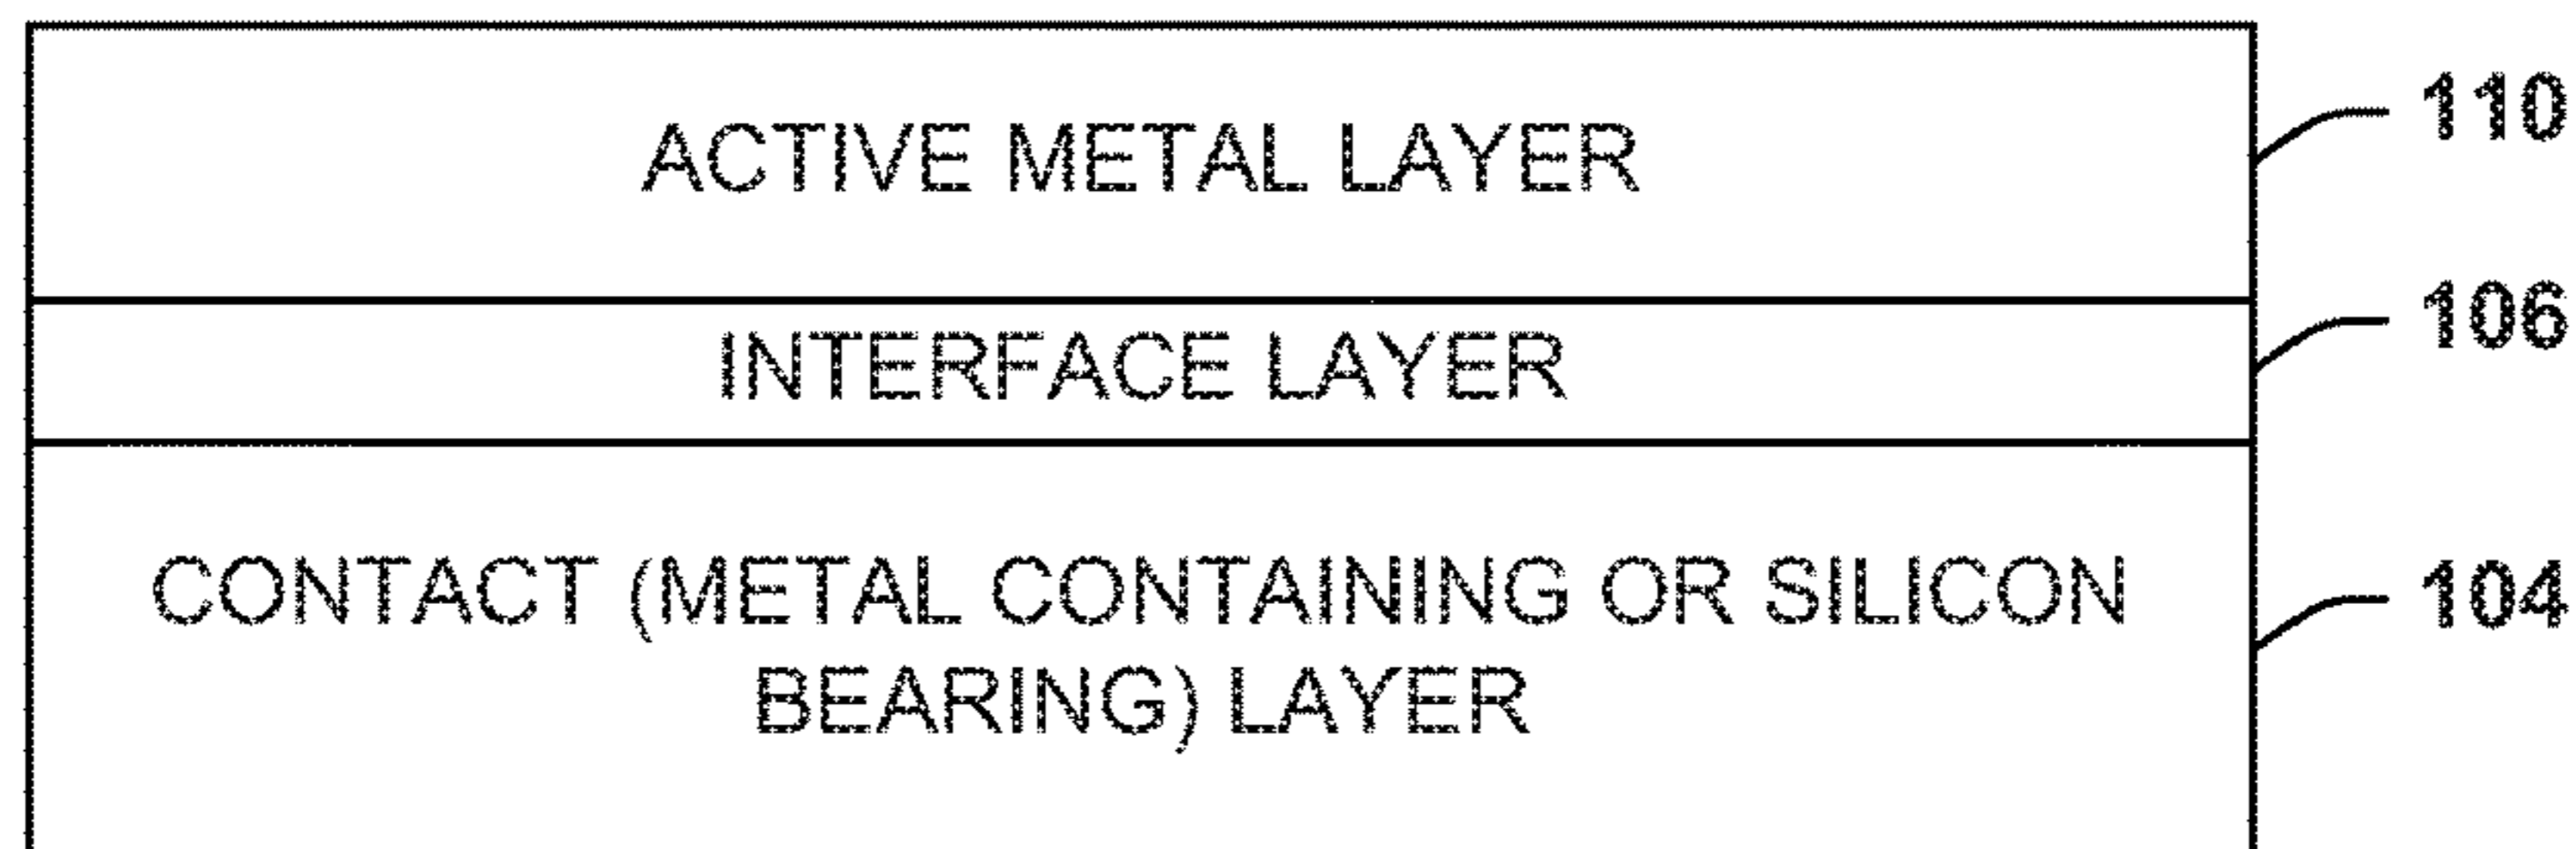 ACTIVE METAL LAYER
110
INTERFACE LAYER
106
CONTACT (METAL CONTAINING OR SILICON
BEARING) LAYER
104